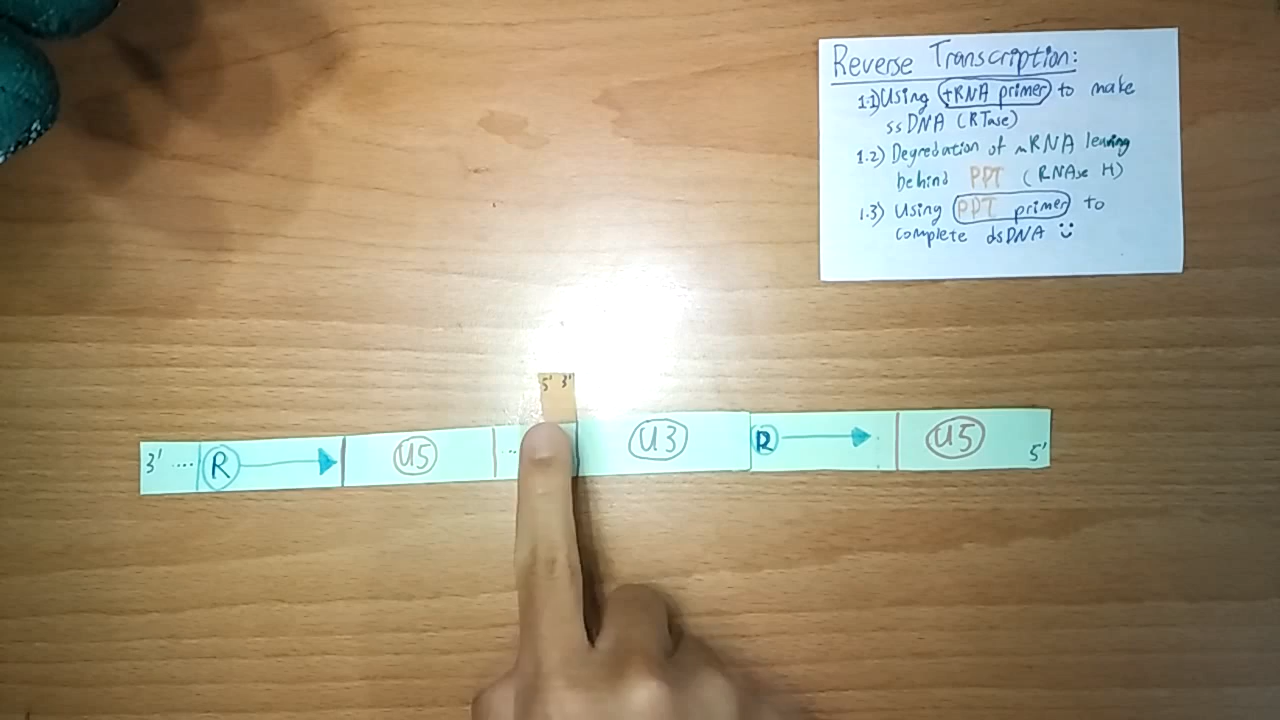 Reverse Transcription:
1.1) Using tRNA primer to make
ssDNA (RTase)
1.2) Degredation of mRNA leaving
behind PPT (RNAse H)
1.3) Using PPT primer to
complete dsDNA :)
5' 3'
3' .... R U5 .. U3 R U5 5'